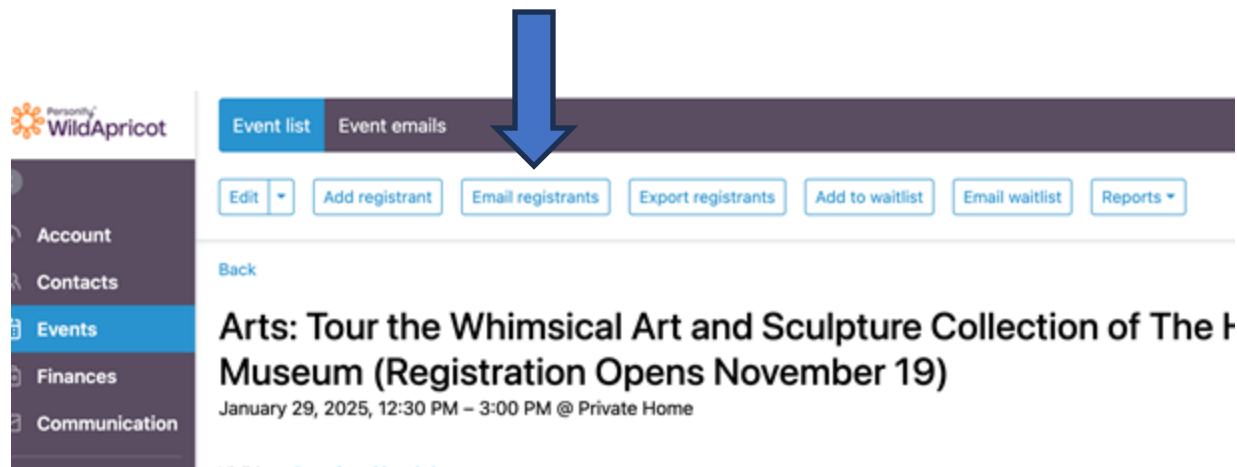 Personify
WildApricot
Event list Event emails
Edit Add registrant Email registrants Export registrants Add to waitlist Email waitlist Reports
Account
Back
Contacts
Events
Arts: Tour the Whimsical Art and Sculpture Collection of The
Finances
Museum (Registration Opens November 19)
January 29, 2025, 12:30 PM – 3:00 PM @ Private Home
Communication